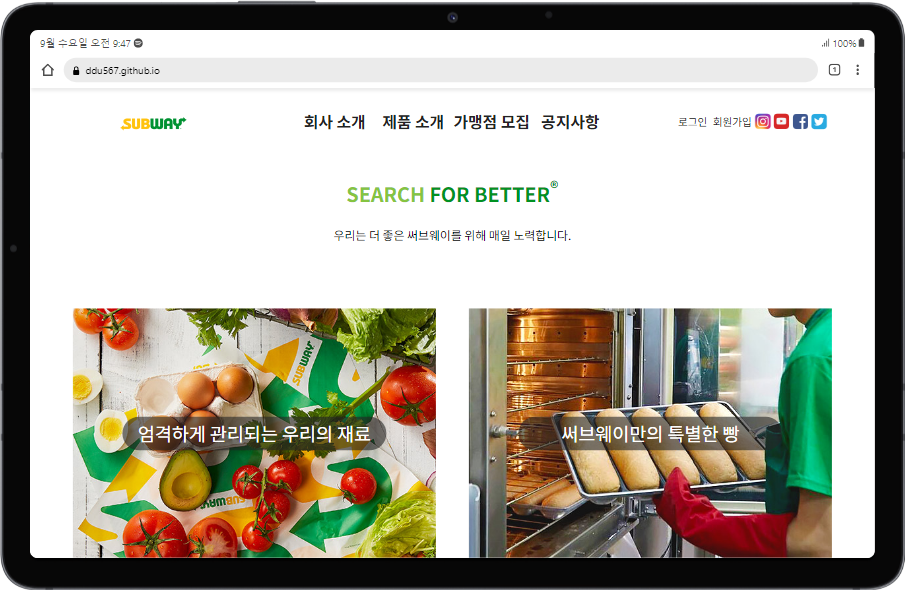 9월 수요일 오전 9:47
100%
ddu567.github.io
1
SUBWAY
회사 소개 제품 소개 가맹점 모집 공지사항
로그인 회원가입
SEARCH FOR BETTER®
우리는 더 좋은 써브웨이를 위해 매일 노력합니다.
SUBWAY
엄격하게 관리되는 우리의 재료
써브웨이만의 특별한 빵
SUBWAY